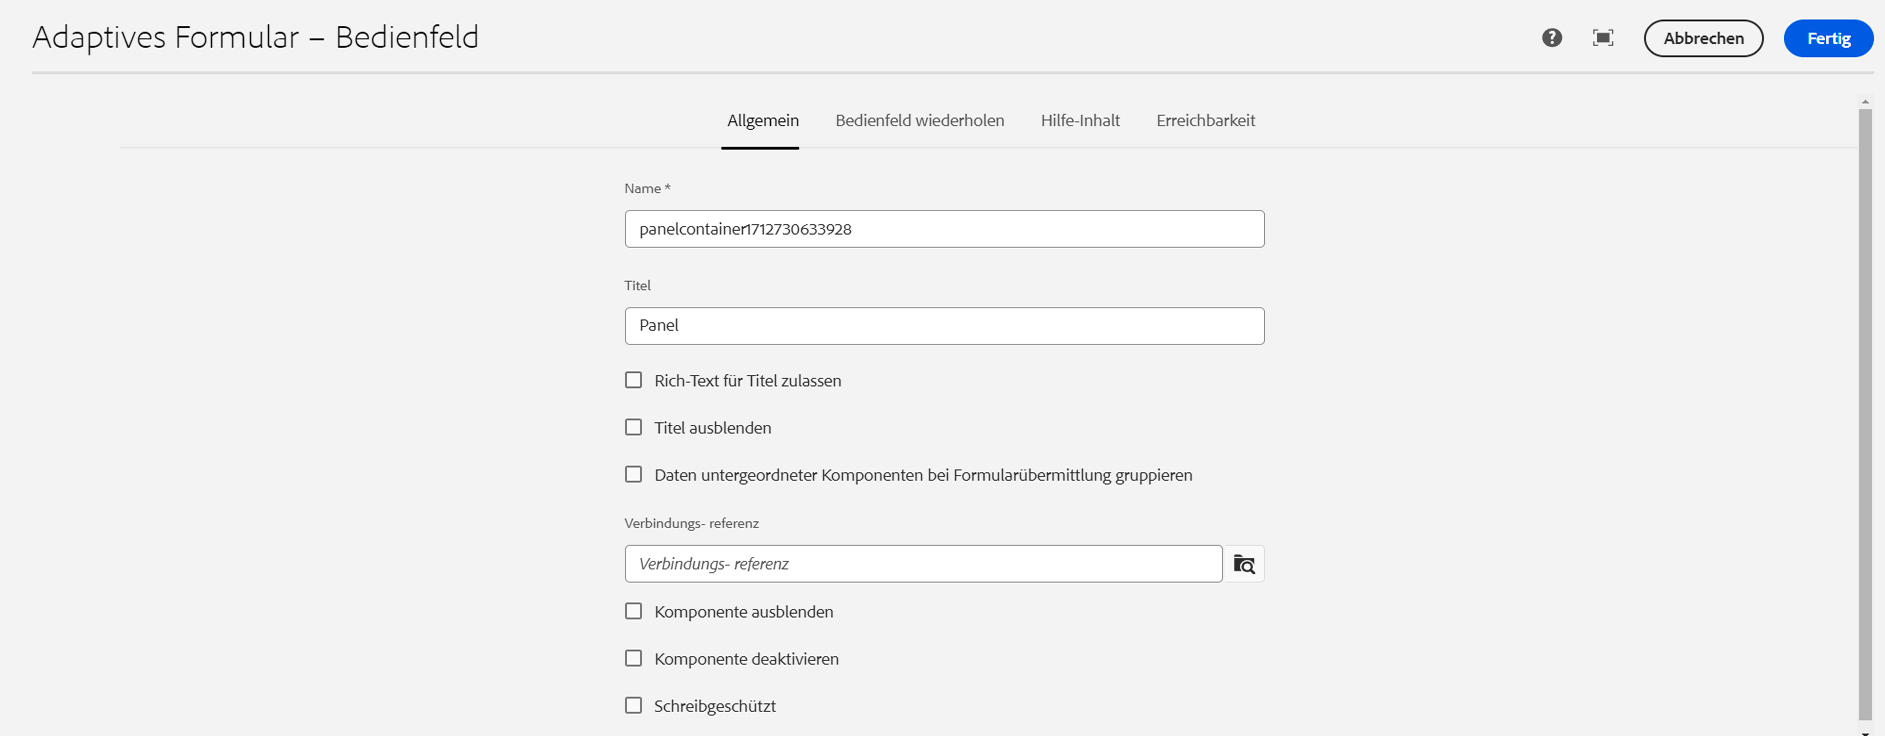 Adaptives Formular – Bedienfeld
Abbrechen
Fertig
Allgemein
Bedienfeld wiederholen
Hilfe-Inhalt
Erreichbarkeit
Name *
panelcontainer1712730633928
Titel
Panel
Rich-Text für Titel zulassen
Titel ausblenden
Daten untergeordneter Komponenten bei Formularübermittlung gruppieren
Verbindungs- referenz
Verbindungs- referenz
Komponente ausblenden
Komponente deaktivieren
Schreibgeschützt